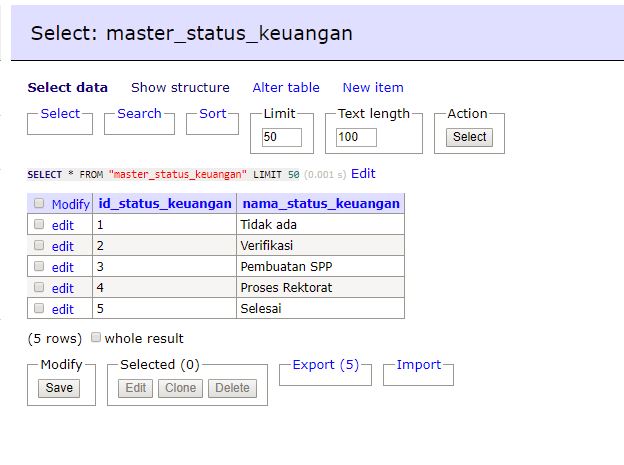 Select: master_status_keuangan
Select data Show structure Alter table New item
Select Search Sort Limit Text length Action
50 100 Select
SELECT * FROM "master_status_keuangan" LIMIT 50 (0.001 s) Edit
Modify id_status_keuangan nama_status_keuangan
edit 1 Tidak ada
edit 2 Verifikasi
edit 3 Pembuatan SPP
edit 4 Proses Rektorat
edit 5 Selesai
(5 rows) whole result
Modify Selected (0) Export (5) Import
Save Edit Clone Delete